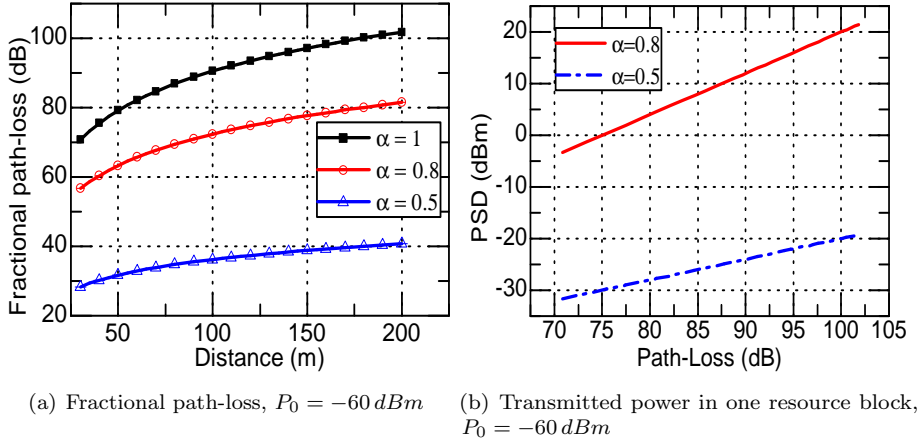 Fractional path-loss (dB)
100
80
60
40
20
α = 1
α = 0.8
α = 0.5
50
100
150
200
Distance (m)
(a) Fractional path-loss, P₀ = −60 dBm
PSD (dBm)
20
10
0
-10
-20
-30
α=0.8
α=0.5
70
75
80
85
90
95
100
105
Path-Loss (dB)
(b) Transmitted power in one resource block,
P₀ = −60 dBm